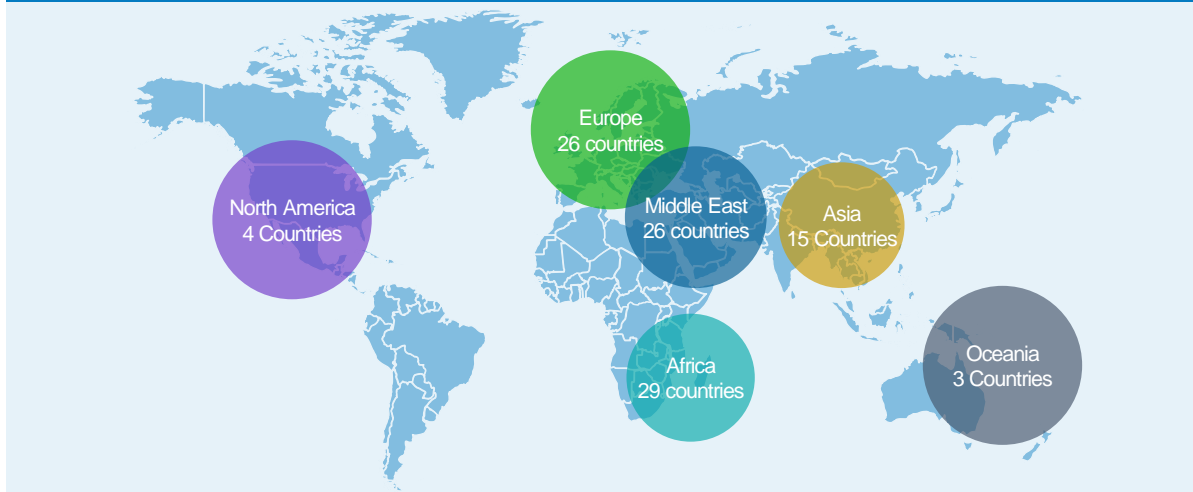 Europe
26 countries
North America
4 Countries
Middle East
26 countries
Asia
15 Countries
Africa
29 countries
Oceania
3 Countries